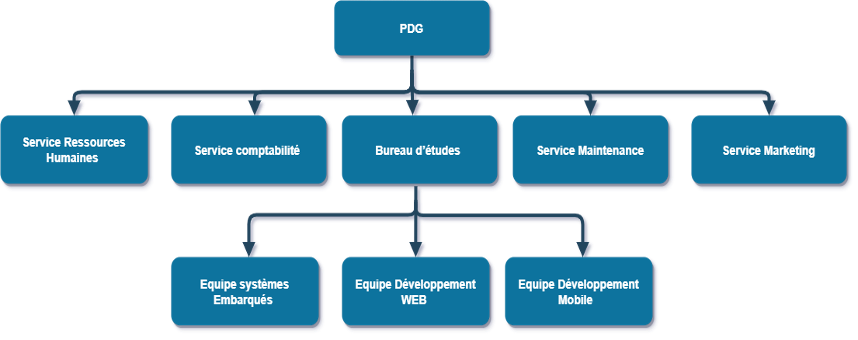 PDG
Service Ressources
Humaines
Service comptabilité
Bureau d'études
Service Maintenance
Service Marketing
Equipe systèmes
Embarqués
Equipe Développement
WEB
Equipe Développement
Mobile